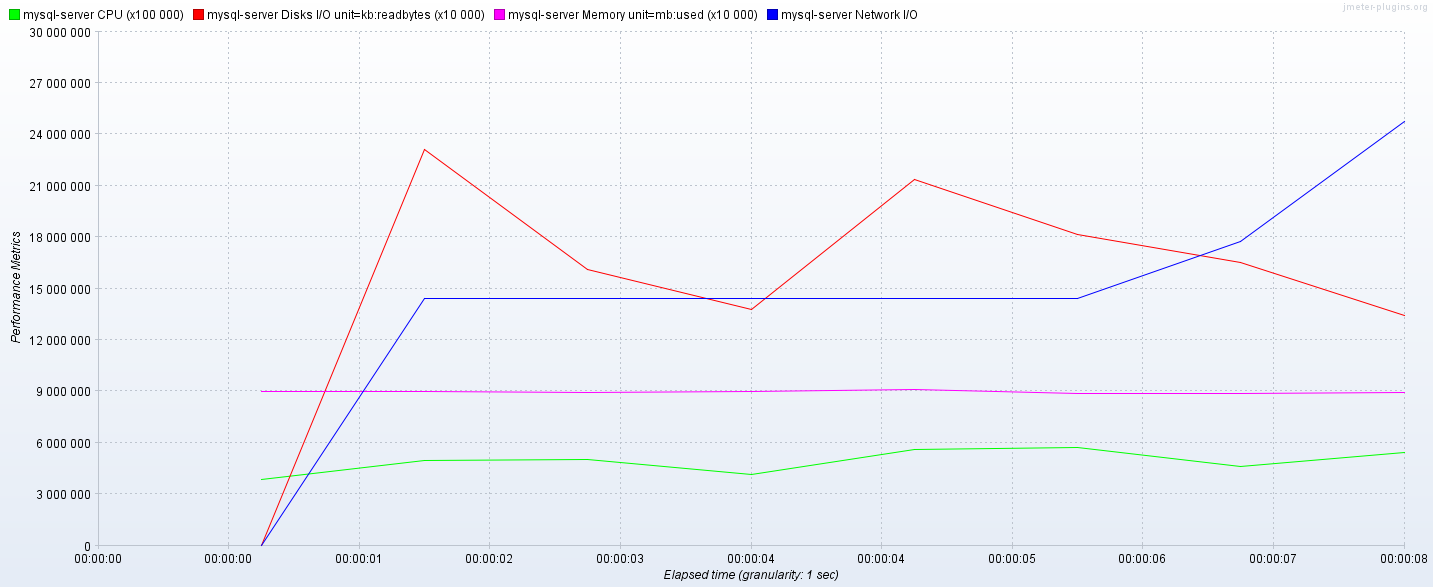 mysql-server CPU (x100 000) mysql-server Disks I/O unit=kb:readbytes (x10 000) mysql-server Memory unit=mb:used (x10 000) mysql-server Network I/O
jmeter-plugins.org
30 000 000
27 000 000
24 000 000
21 000 000
18 000 000
15 000 000
12 000 000
9 000 000
6 000 000
3 000 000
0
Performance Metrics
00:00:00 00:00:00 00:00:01 00:00:02 00:00:03 00:00:04 00:00:04 00:00:05 00:00:06 00:00:07 00:00:08
Elapsed time (granularity: 1 sec)